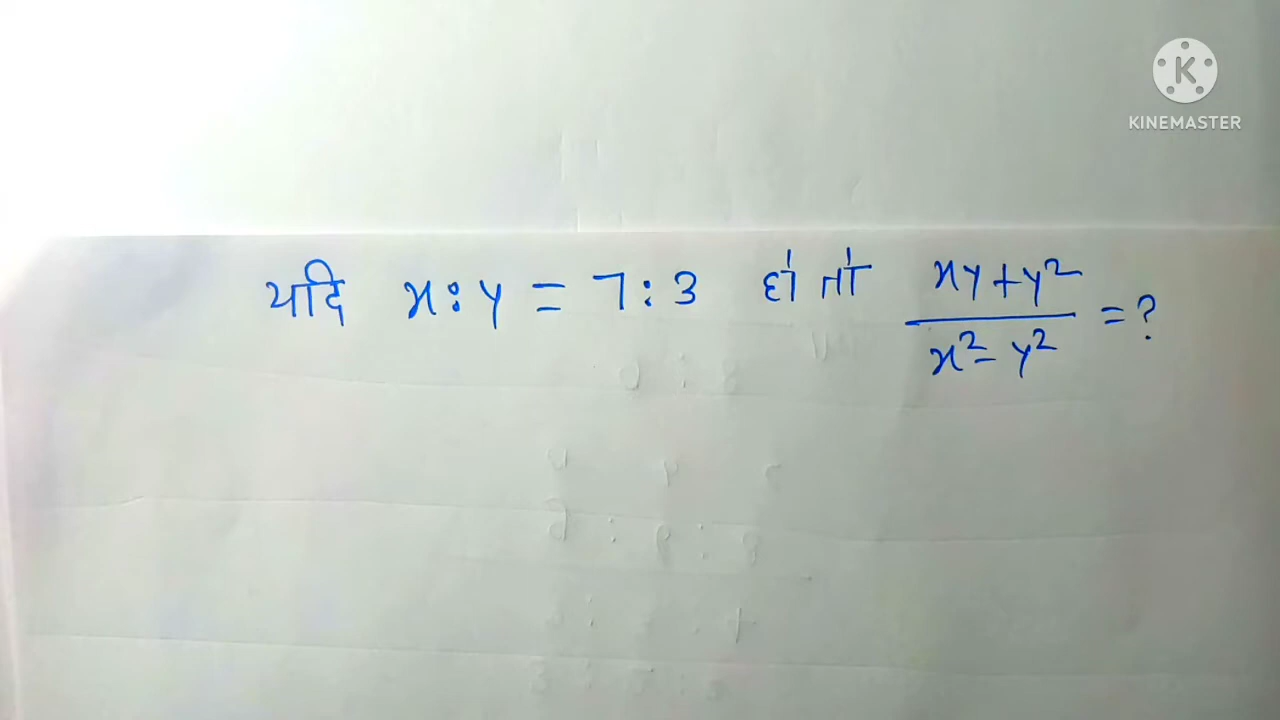 KINEMASTER
यदि x:y = 7:3 हो तो xy+y²/x²-y² = ?